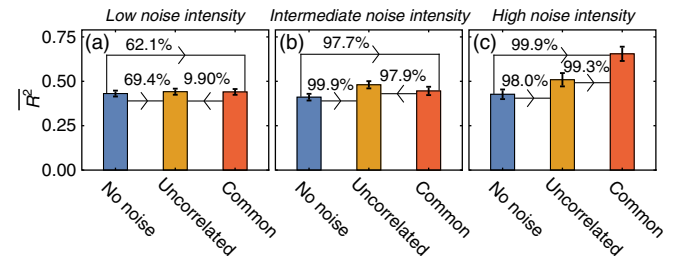 Low noise intensity Intermediate noise intensity High noise intensity
0.75
0.50
0.25
0.00
R²
(a)
62.1%
69.4% 9.90%
(b)
97.7%
99.9% 97.9%
(c)
99.9%
98.0% 99.3%
No noise
Uncorrelated
Common
No noise
Uncorrelated
Common
No noise
Uncorrelated
Common